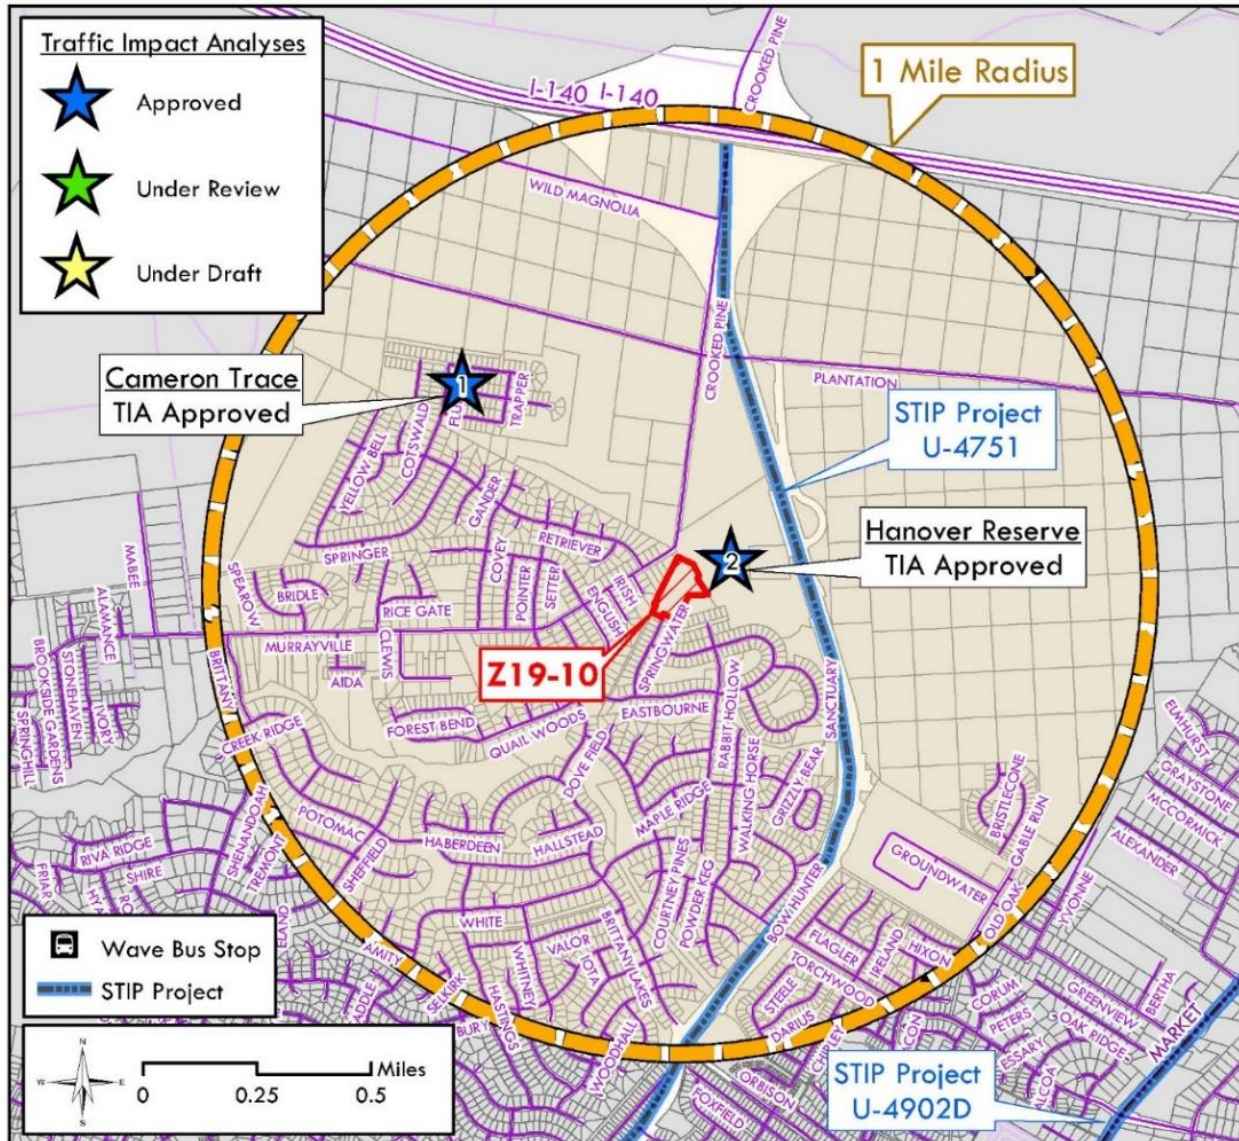 Traffic Impact Analyses
Approved
Under Review
Under Draft
1 Mile Radius
I-140 I-140
CROOKED PINE
WILD MAGNOLIA
CROOKED PINE
PLANTATION
Cameron Trace
TIA Approved
1
COTSWALD
TRAPPER
YELLOW BELL
STIP Project
U-4751
Hanover Reserve
TIA Approved
2
GANDER
RETRIEVER
SPRINGER
COVEY
POINTER
SETTER
IRISH
ENGLISH
MABEE
ALAMANCE
SPEAROW
BRIDLE
RICE GATE
MURRAYVILLE
CLEWIS
AIDA
Z19-10
SPRINGWATER
BROOKSIDE GARDENS
STONEHAVEN
IVORY
SPRINGHILL
BRITTANY
FOREST BEND
QUAIL WOODS
EASTBOURNE
RABBIT HOLLOW
SANCTUARY
CREEK RIDGE
DOVE FIELD
WALKING HORSE
GRIZZLY BEAR
ELMHURST
GRAYSTONE
MCCORMICK
ALEXANDER
BRISTLECONE
GABLE RUN
POTOMAC
SHENANDOAH
TREMONT
SHEFFIELD
HABERDEEN
HALLSTEAD
MAPLE RIDGE
RIVA RIDGE
SHIRE
FRIAR
GROUNDWATER
OLD OAK
YVONNE
COURTNEY PINES
POWDER KEG
BOW HUNTER
WHITE
VALOR
IOTA
BRITTANY LAKES
WHITNEY
HASTINGS
AMITY
SELKIRK
BURY
WOODHALL
FLAGLER
IRELAND
HIXON
TORCHWOOD
STEELE
DARIUS
SHIPLEY
CORUM
PETERS
ESSARY
GREENVIEW
OAK RIDGE
BERTHA
ALCOA
MARKET
ORBISON
FOXFIELD
Wave Bus Stop
STIP Project
N
W
E
S
0
0.25
0.5
Miles
STIP Project
U-4902D